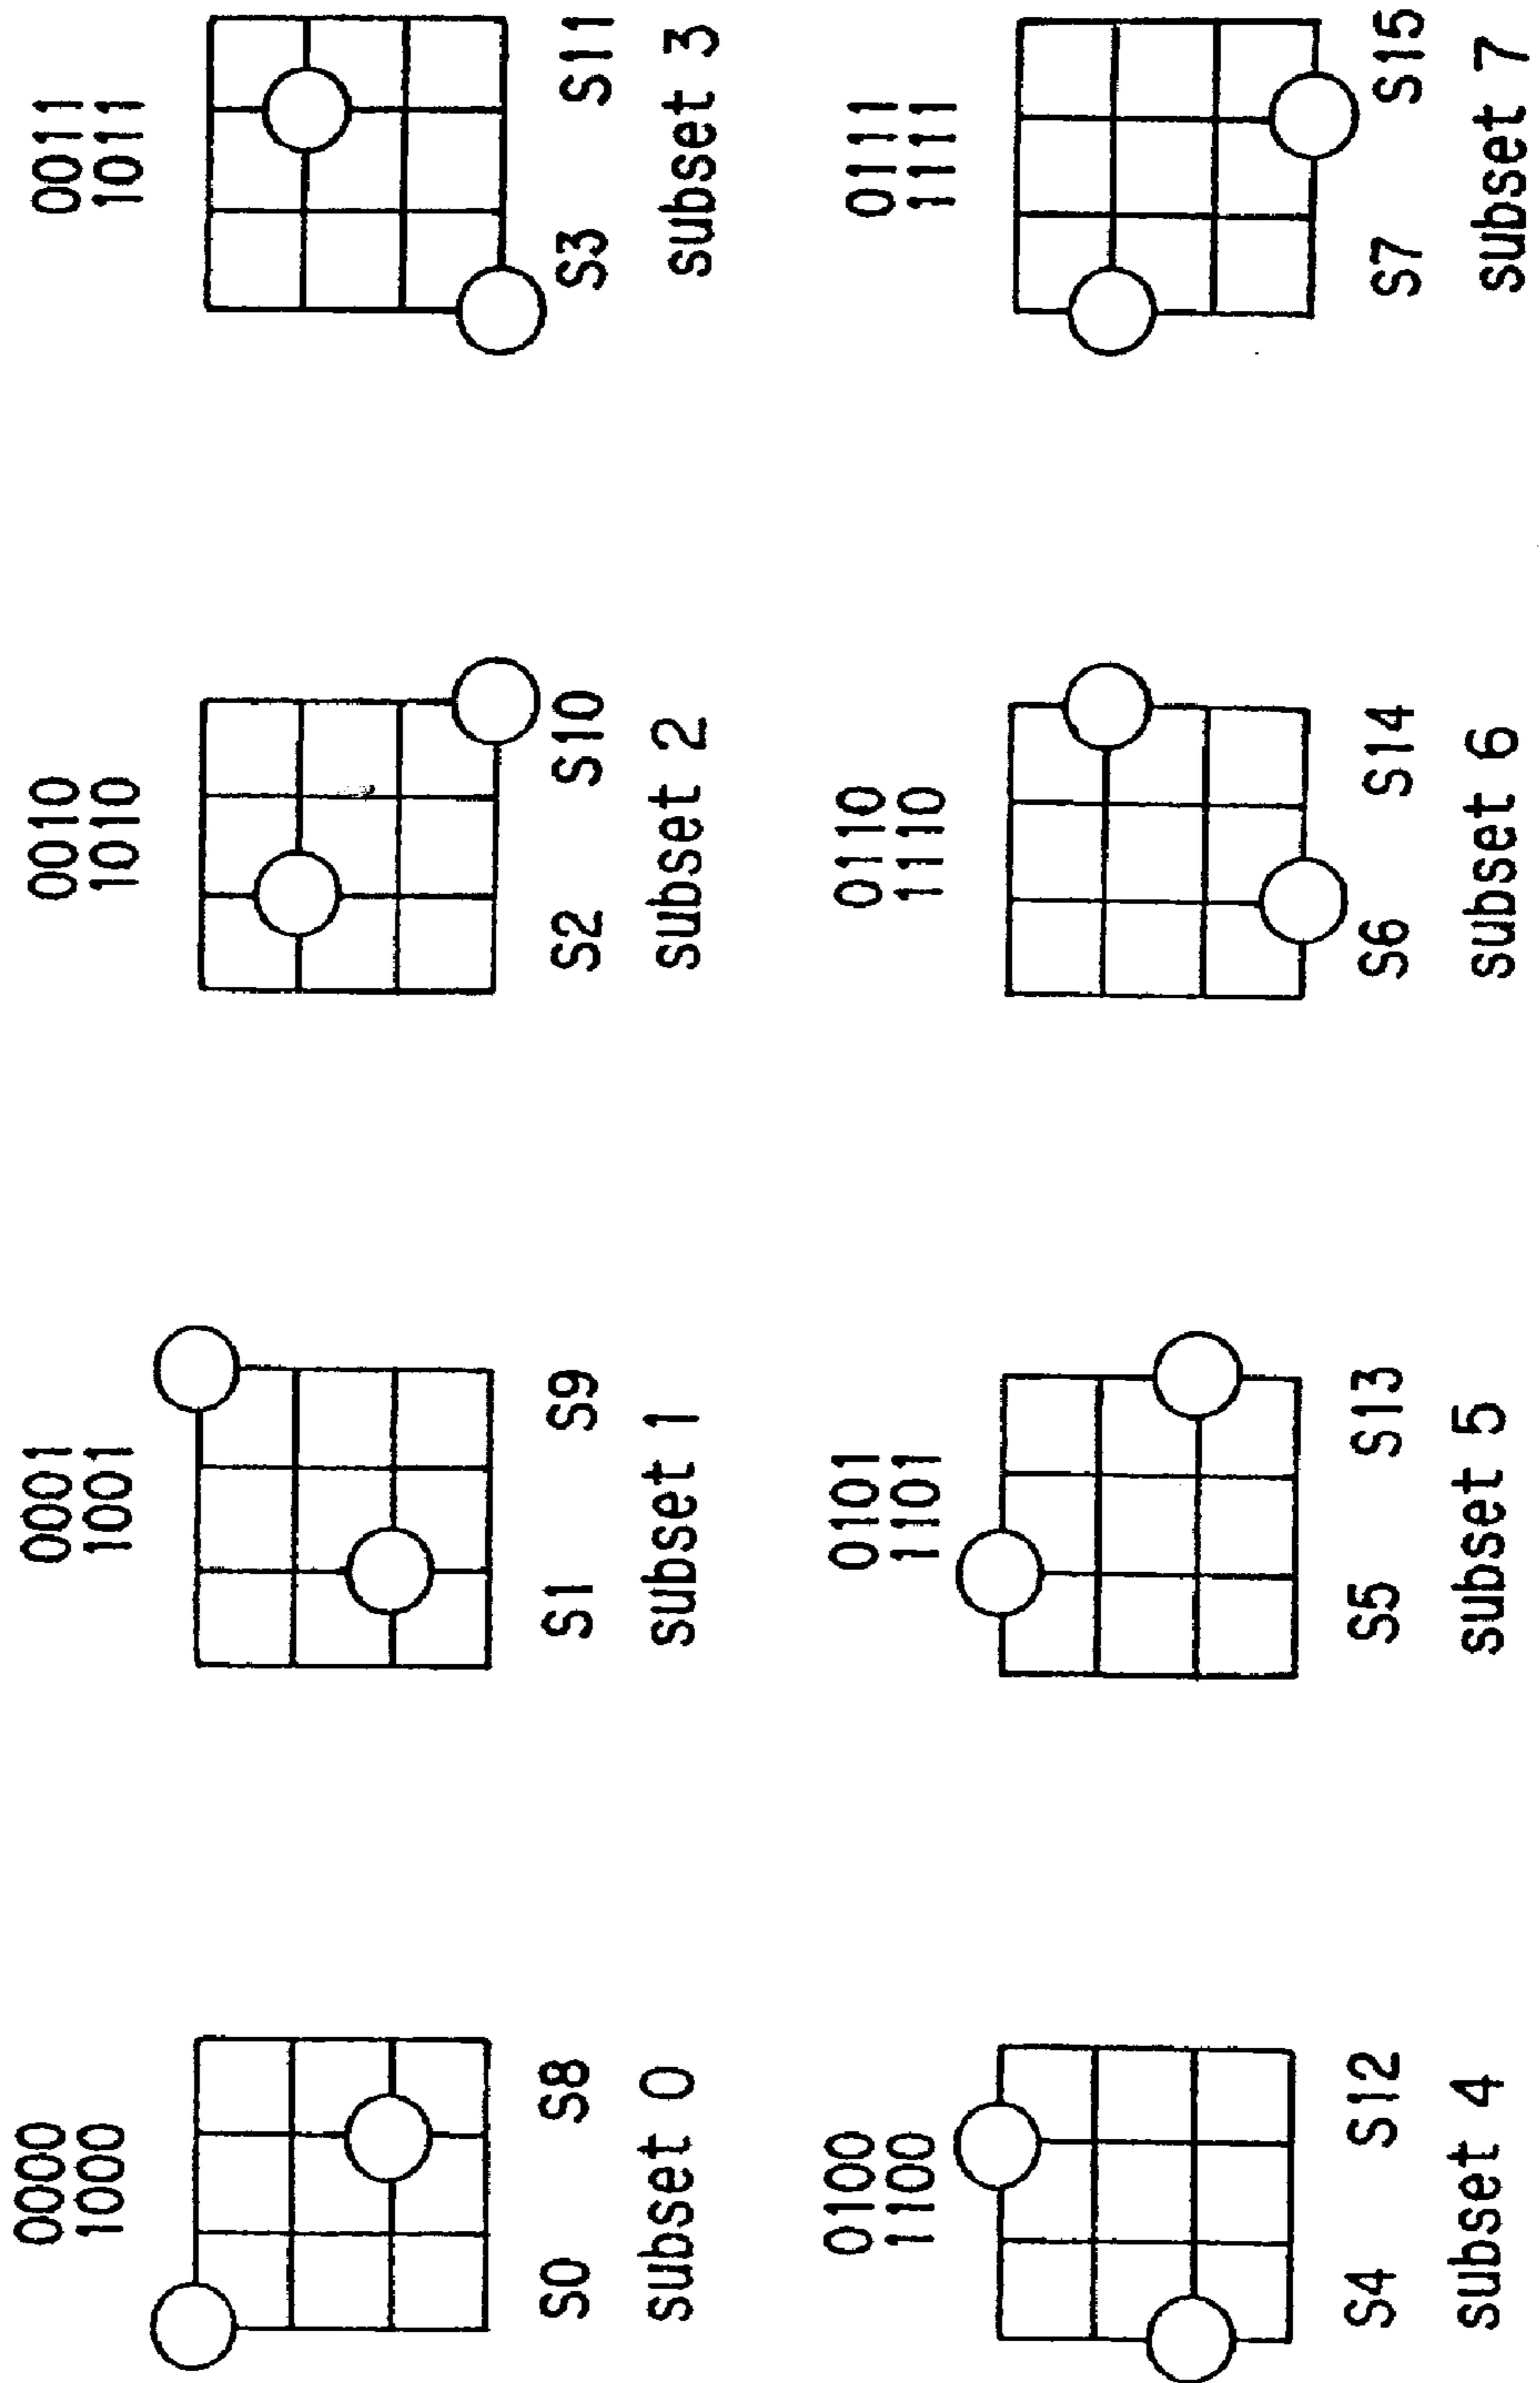 0000 0001 0010 0011
1000 1001 1010 1011
S0 S8 S1 S9 S2 S10 S3 S11
subset 0 subset 1 subset 2 subset 3
0100 0101 0110 0111
1100 1101 1110 1111
S4 S12 S5 S13 S6 S14 S7 S15
subset 4 subset 5 subset 6 subset 7